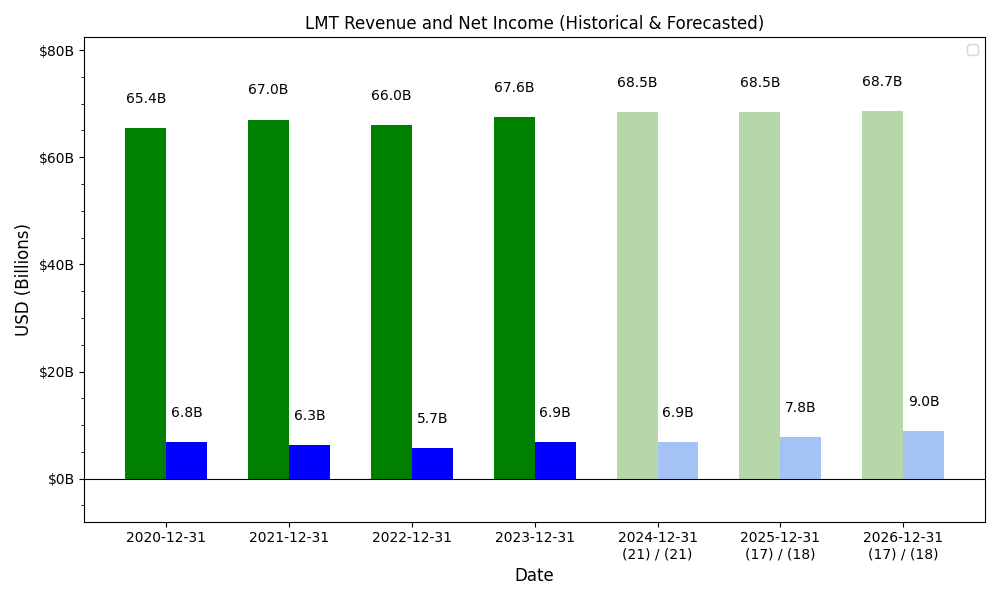 LMT Revenue and Net Income (Historical & Forecasted)
$80B
$60B
$40B
$20B
$0B
USD (Billions)
65.4B
67.0B
66.0B
67.6B
68.5B
68.5B
68.7B
6.8B
6.3B
5.7B
6.9B
6.9B
7.8B
9.0B
2020-12-31
2021-12-31
2022-12-31
2023-12-31
2024-12-31
(21) / (21)
2025-12-31
(17) / (18)
2026-12-31
(17) / (18)
Date